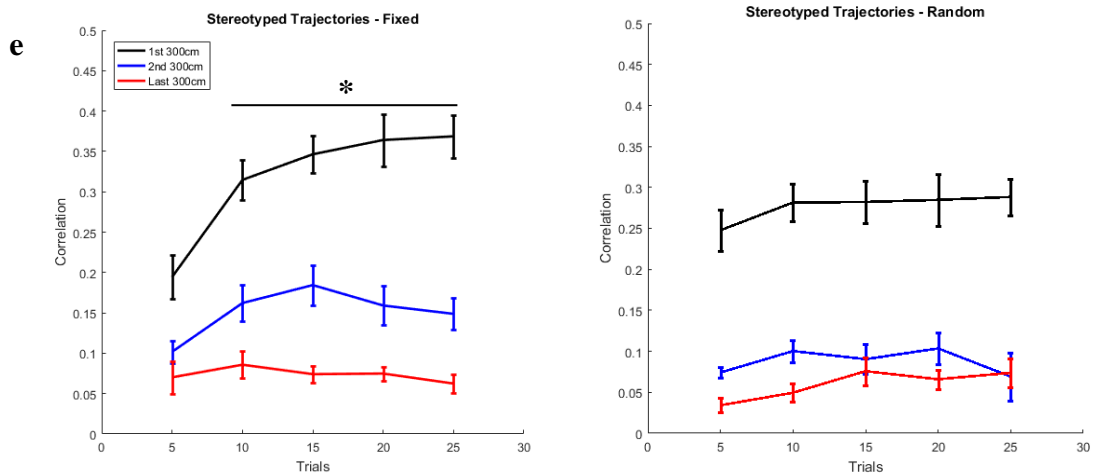 e
Stereotyped Trajectories - Fixed
0.5
0.45
0.4
0.35
0.3
0.25
0.2
0.15
0.1
0.05
0
Correlation
1st 300cm
2nd 300cm
Last 300cm
*
0 5 10 15 20 25 30
Trials
Stereotyped Trajectories - Random
0.5
0.45
0.4
0.35
0.3
0.25
0.2
0.15
0.1
0.05
0
Correlation
0 5 10 15 20 25 30
Trials